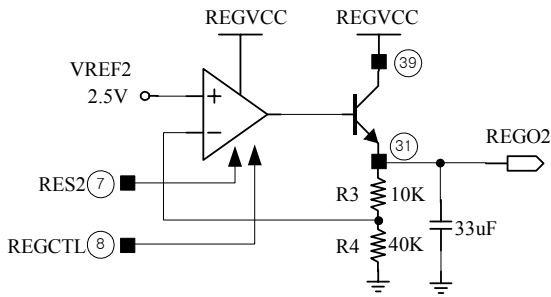 REGVCC
REGVCC
39
VREF2
2.5V
+
−
31
REGO2
RES2 7
R3 10K
33uF
REGCTL 8
R4 40K